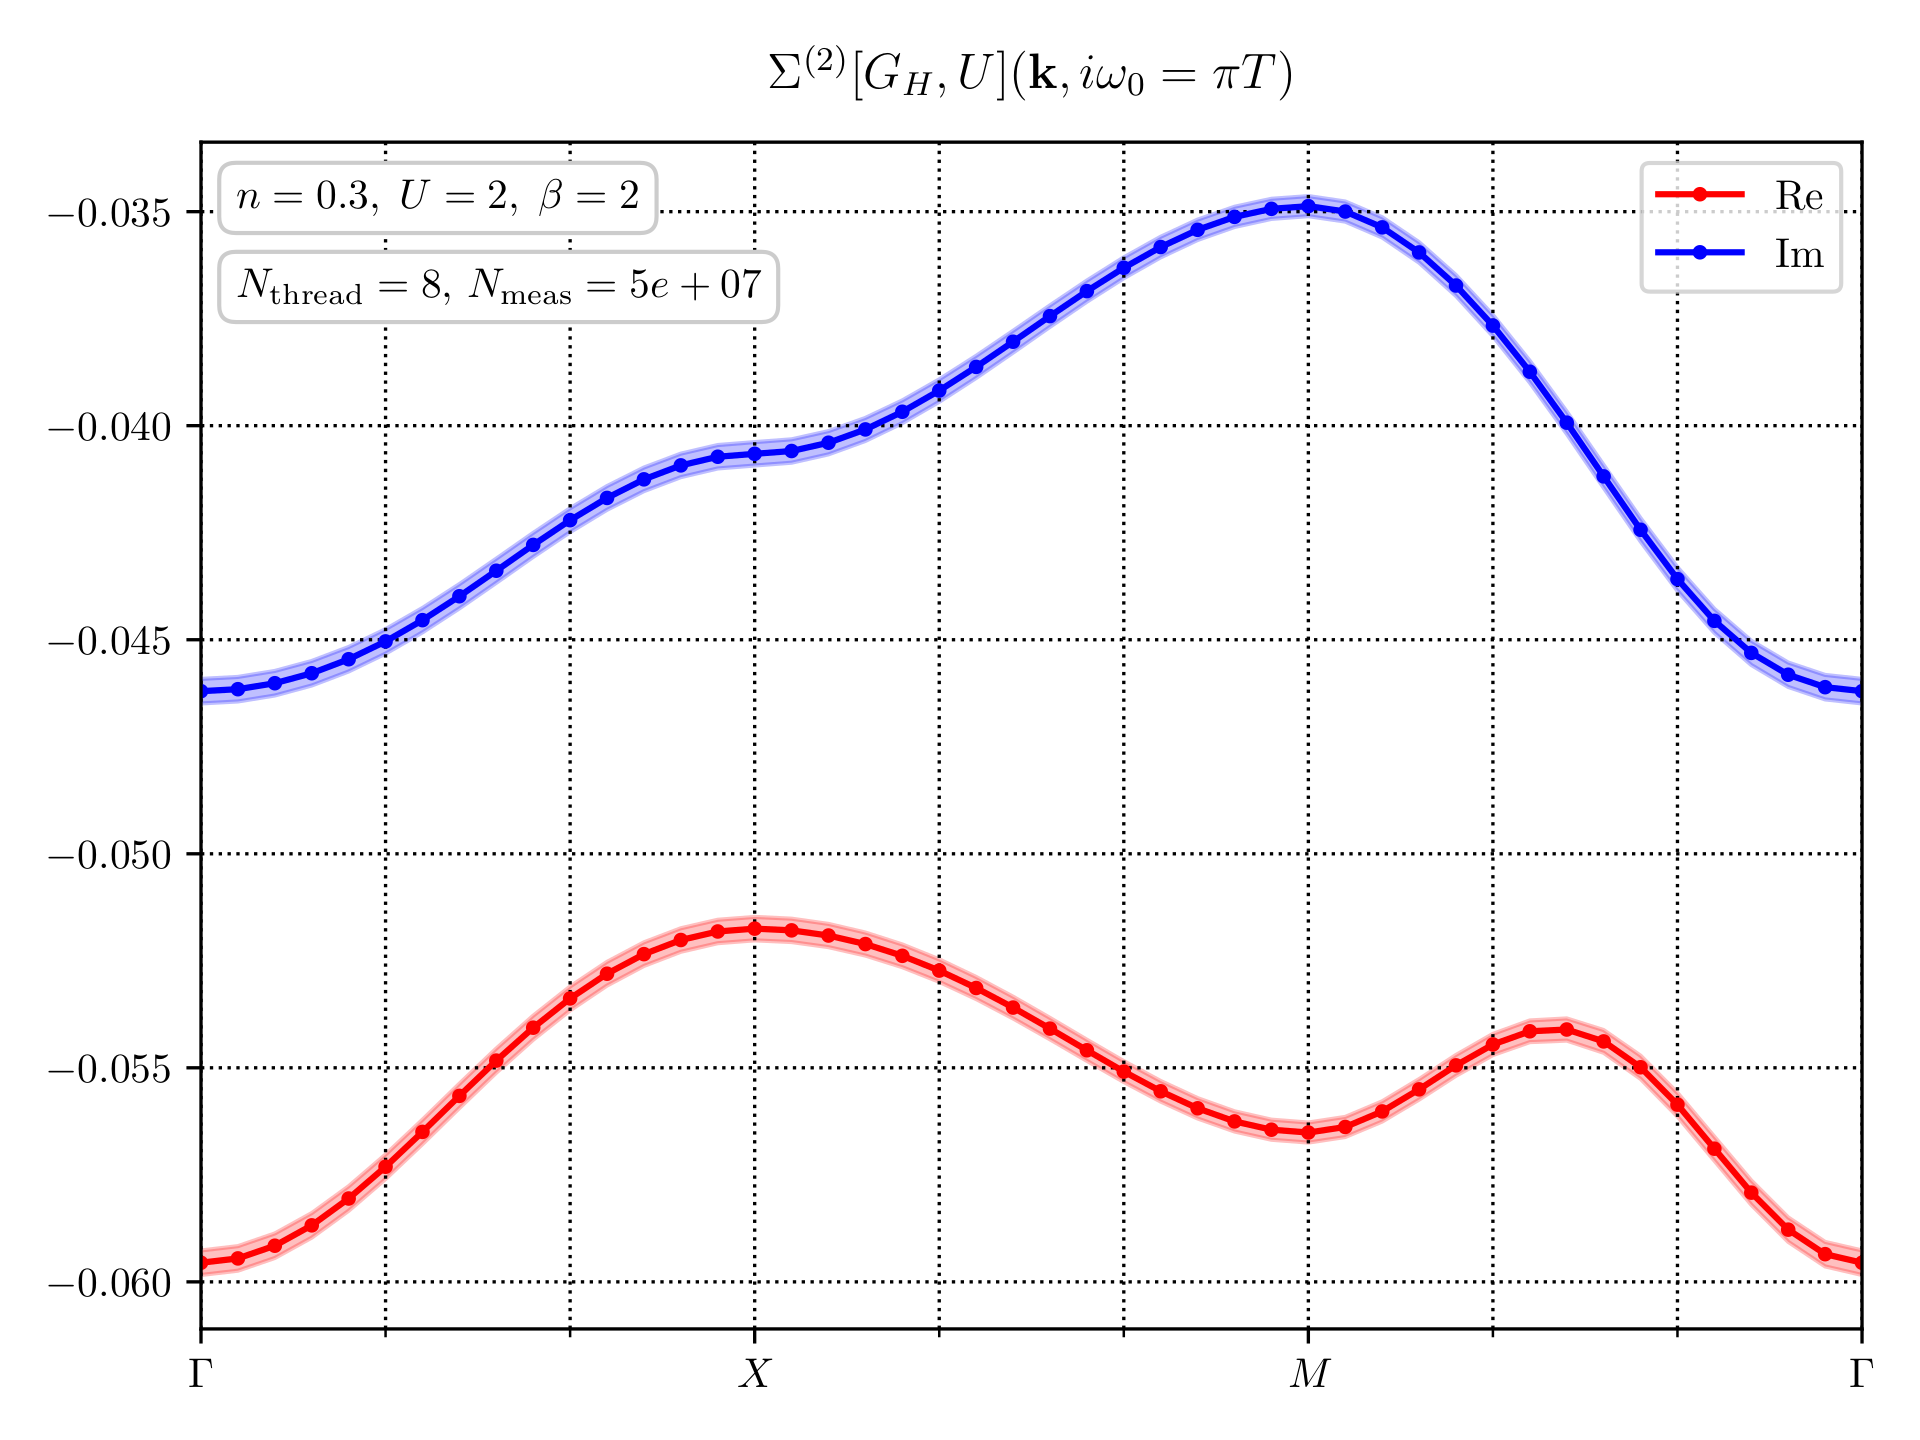 Σ⁽²⁾[G_H, U](k, iω₀ = πT)
n = 0.3, U = 2, β = 2
N_thread = 8, N_meas = 5e + 07
Re
Im
−0.035
−0.040
−0.045
−0.050
−0.055
−0.060
Γ X M Γ